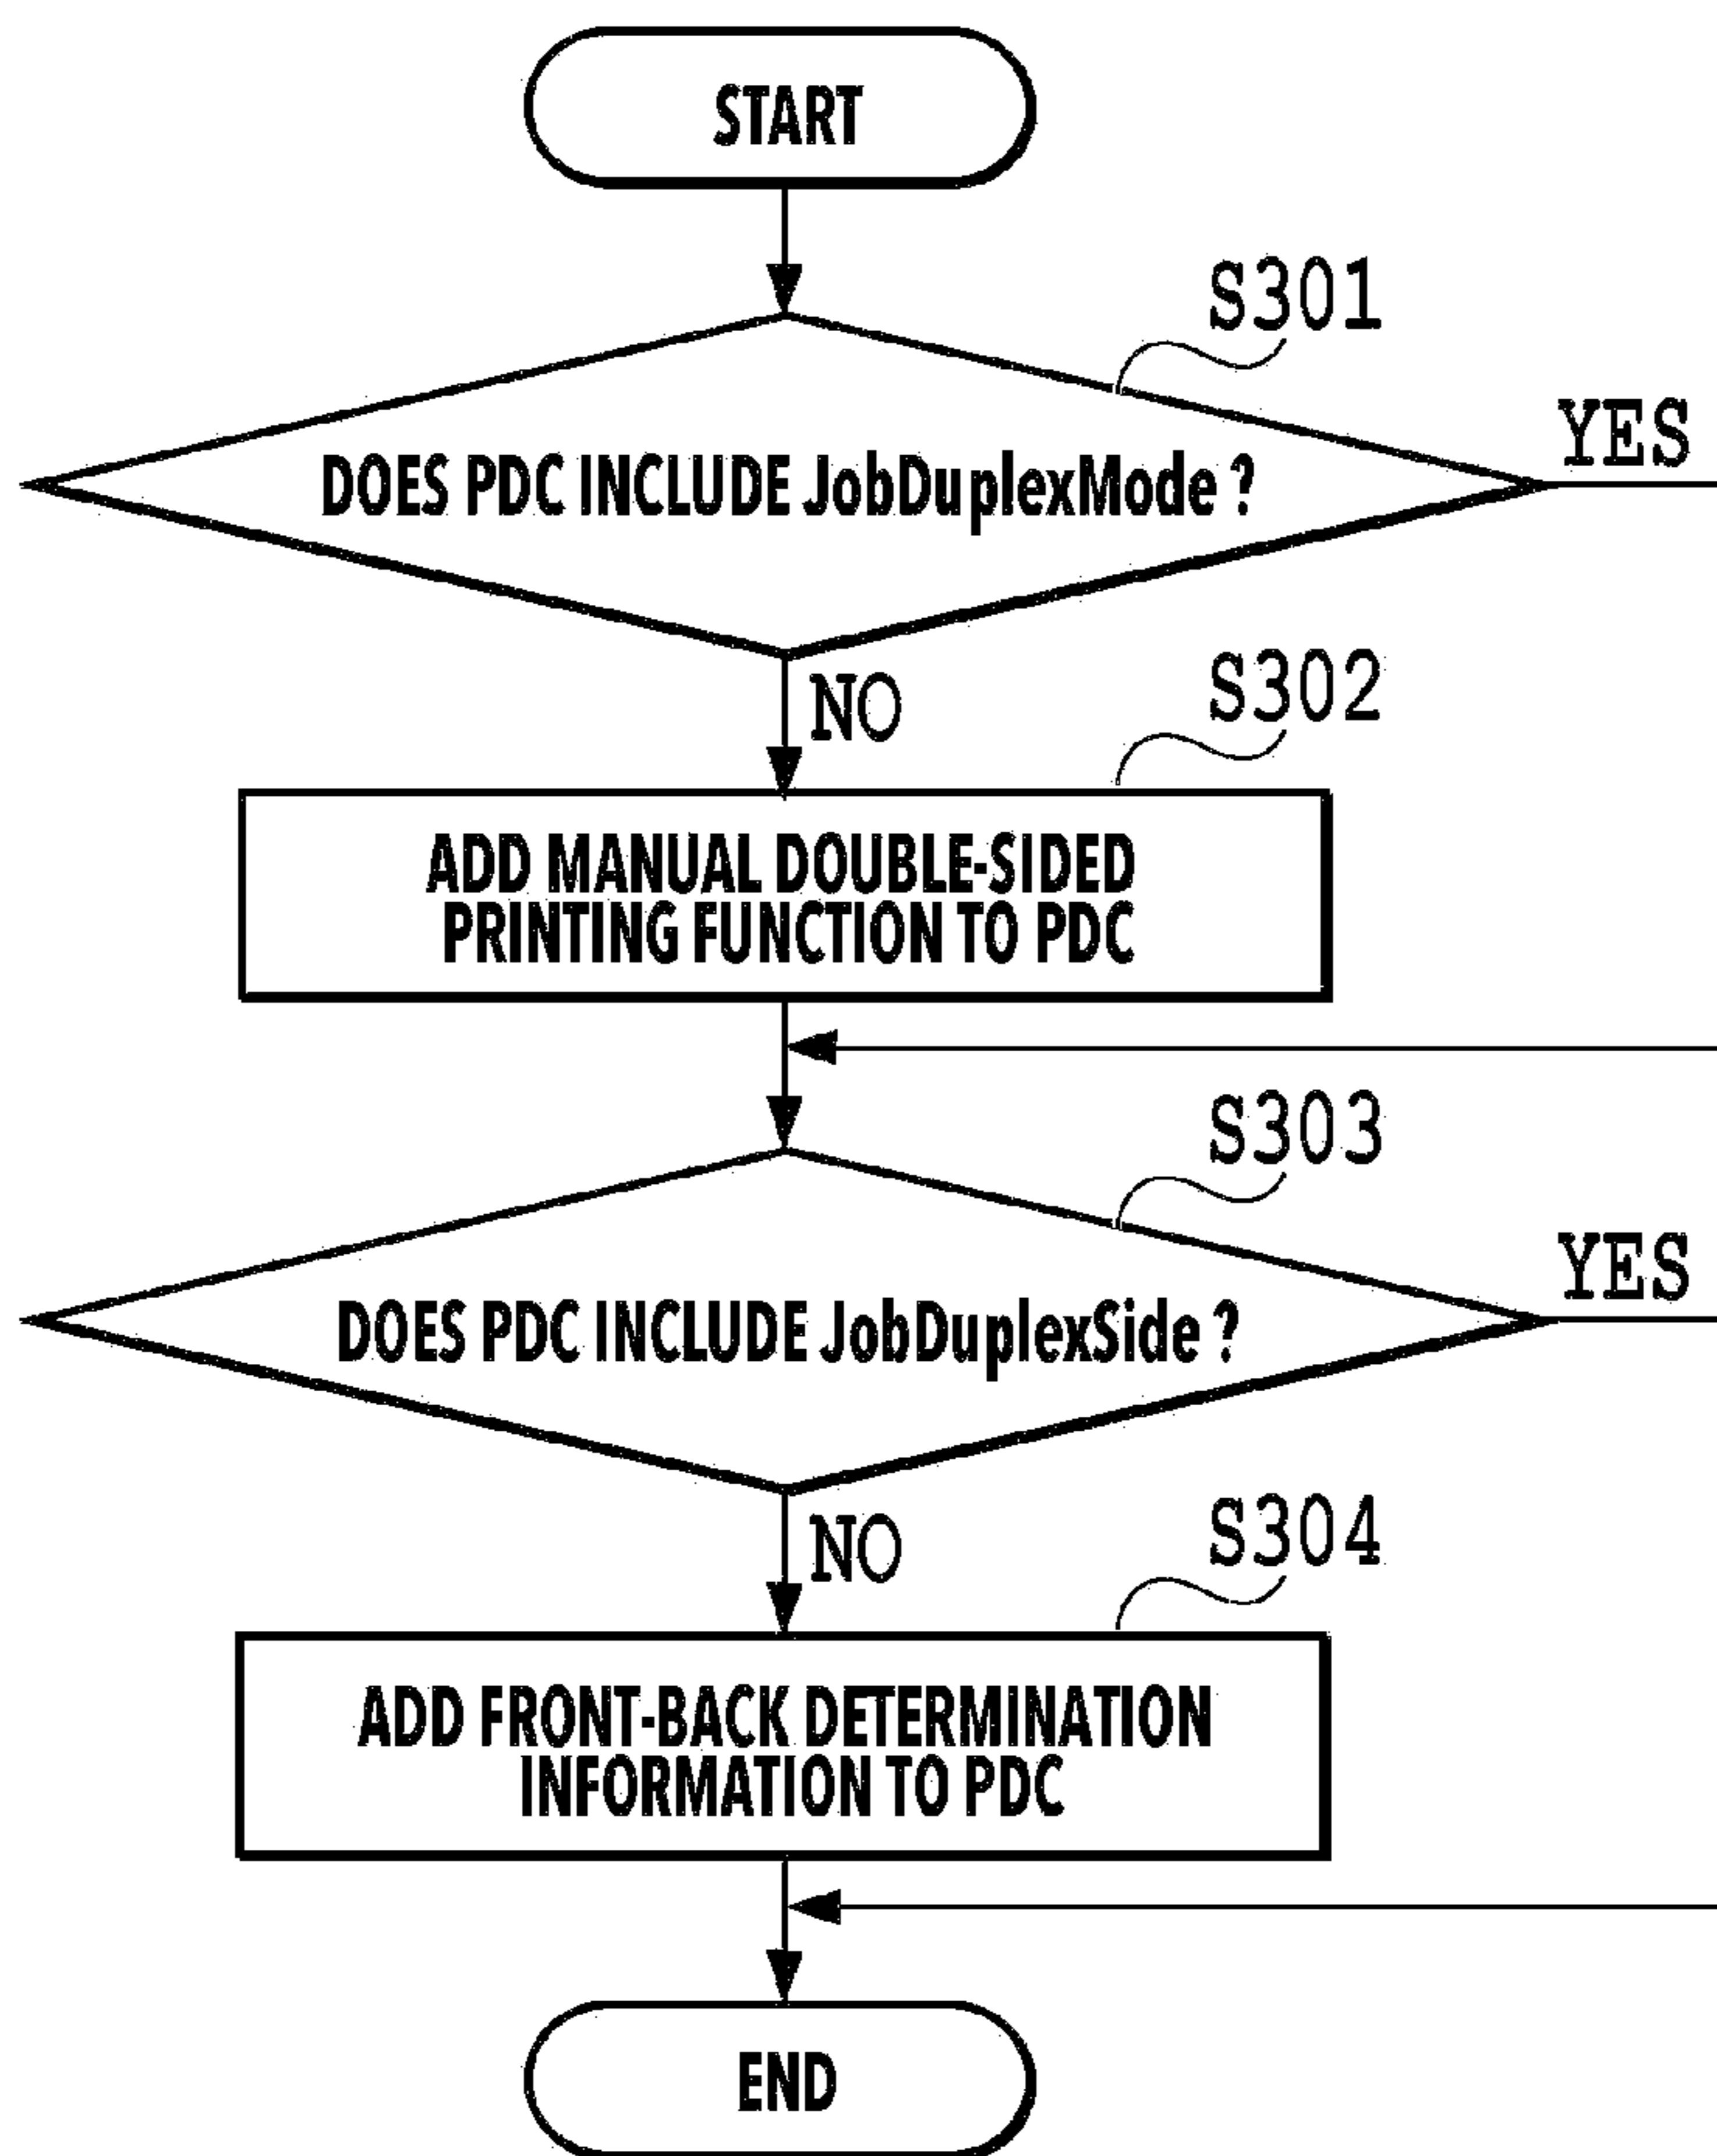 START
S301
DOES PDC INCLUDE JobDuplexMode ?
YES
NO
S302
ADD MANUAL DOUBLE-SIDED
PRINTING FUNCTION TO PDC
S303
DOES PDC INCLUDE JobDuplexSide ?
YES
NO
S304
ADD FRONT-BACK DETERMINATION
INFORMATION TO PDC
END